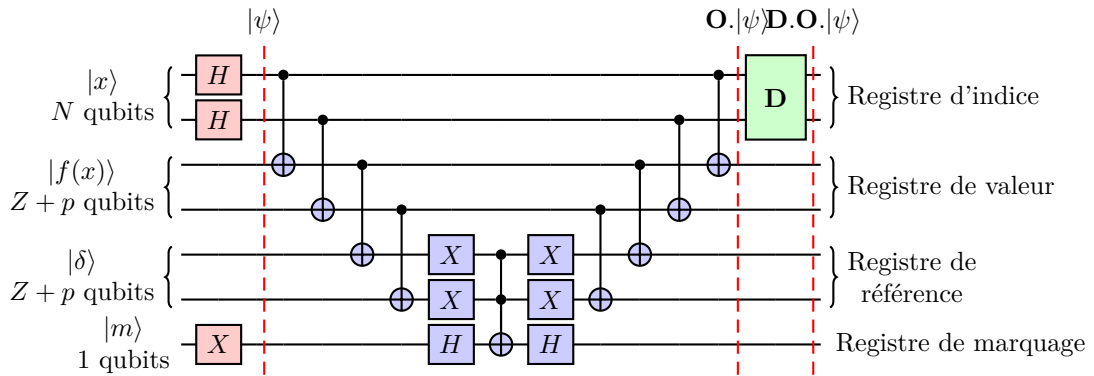 |ψ⟩ O.|ψ⟩ D.O.|ψ⟩
|x⟩
N qubits
H
H
D
Registre d'indice
|f(x)⟩
Z + p qubits
Registre de valeur
|δ⟩
Z + p qubits
X X
X X
Registre de
référence
|m⟩
1 qubits
X H H
Registre de marquage